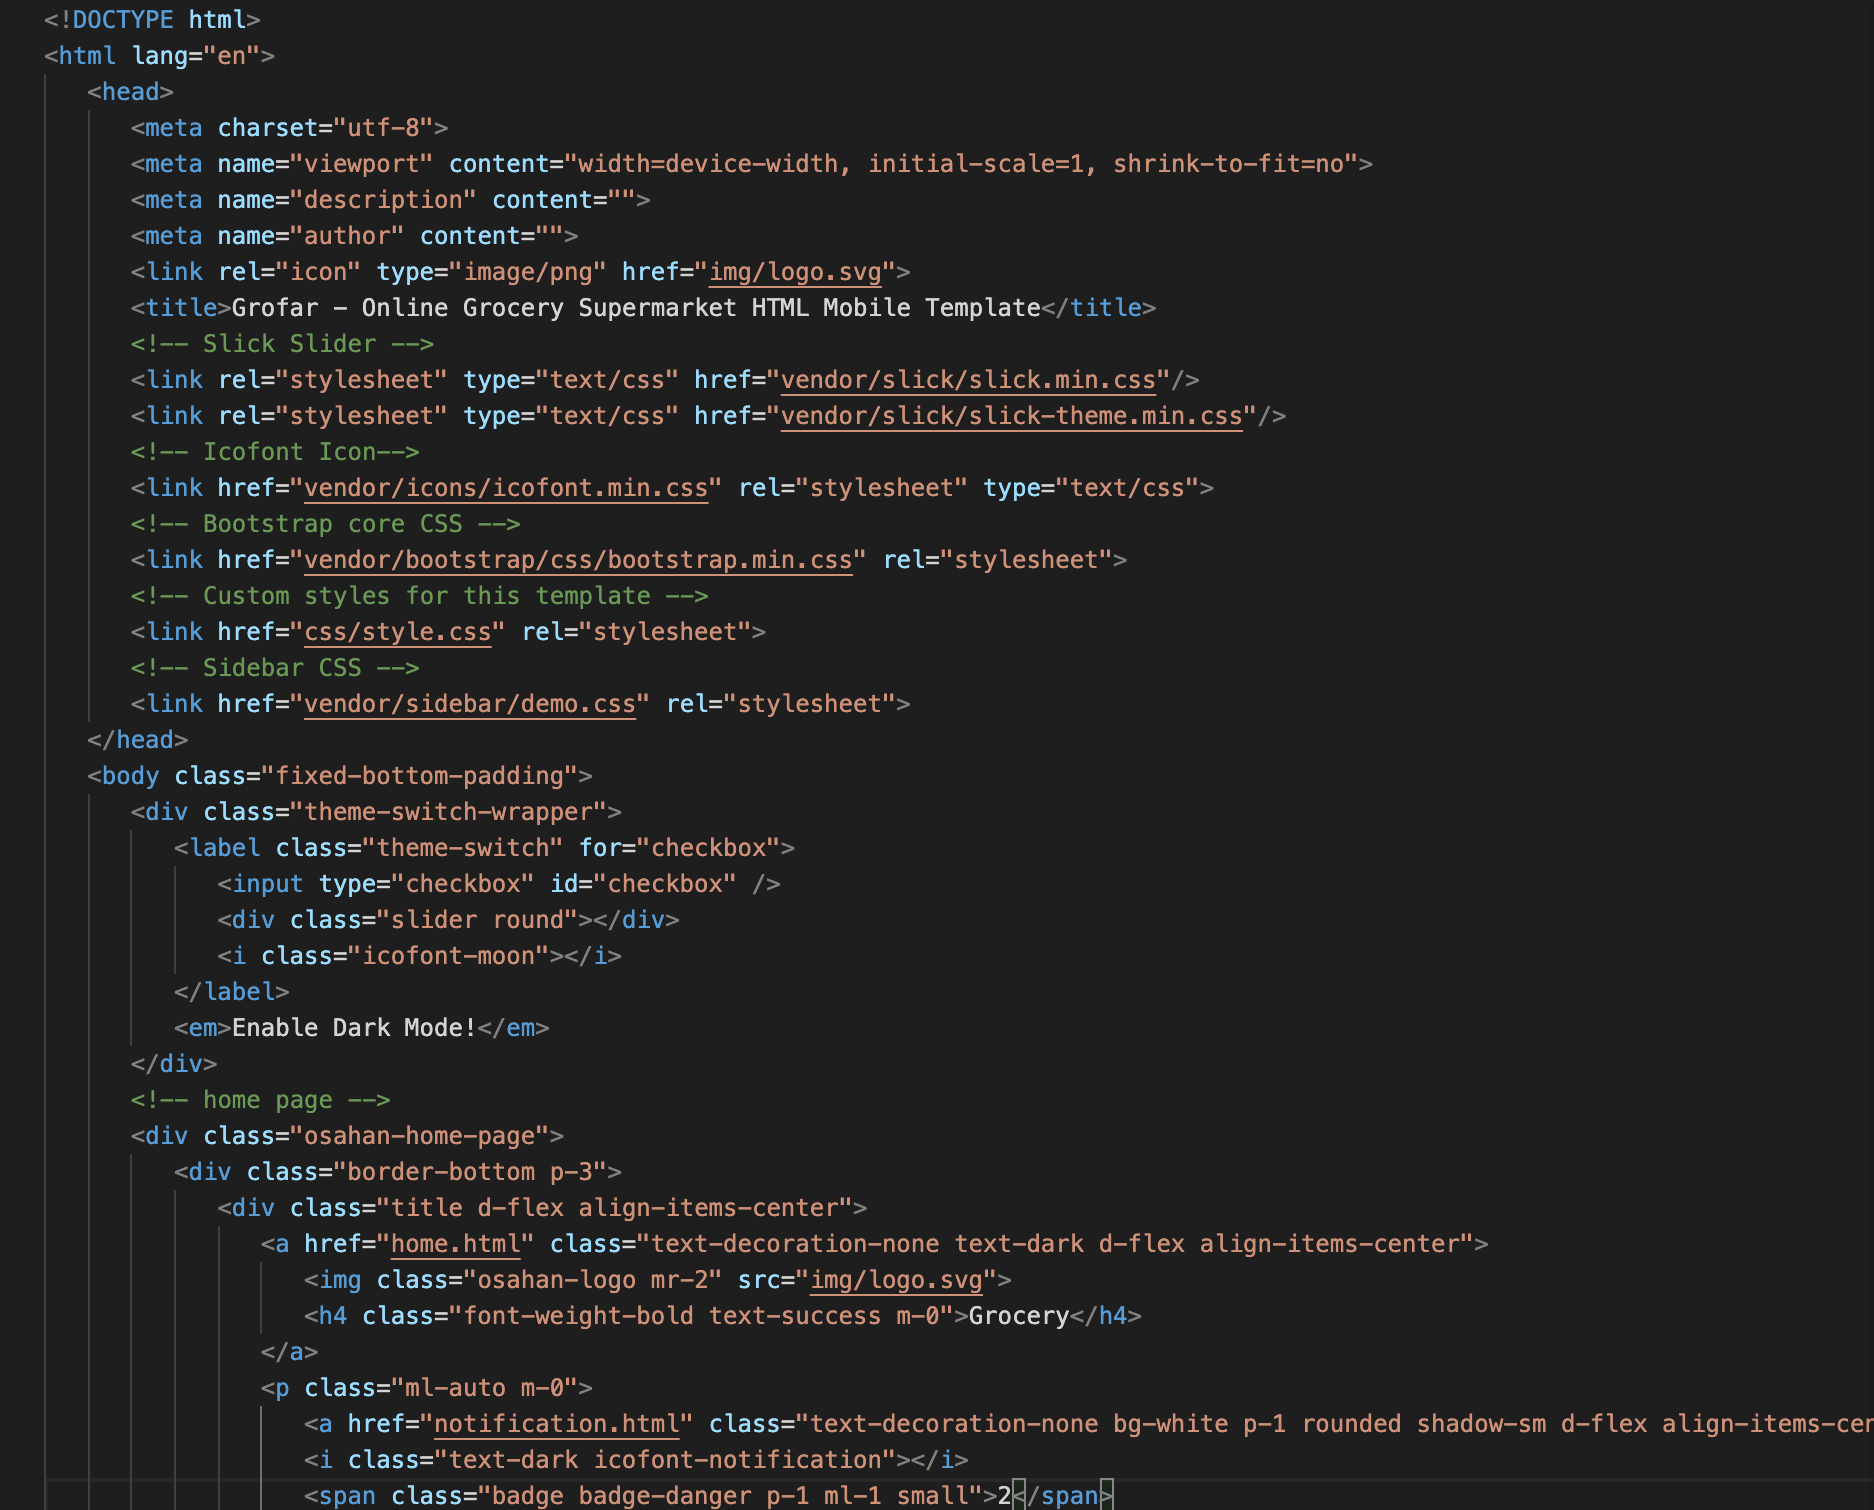 <!DOCTYPE html>
<html lang="en">
<head>
<meta charset="utf-8">
<meta name="viewport" content="width=device-width, initial-scale=1, shrink-to-fit=no">
<meta name="description" content="">
<meta name="author" content="">
<link rel="icon" type="image/png" href="img/logo.svg">
<title>Grofar - Online Grocery Supermarket HTML Mobile Template</title>
<!-- Slick Slider -->
<link rel="stylesheet" type="text/css" href="vendor/slick/slick.min.css"/>
<link rel="stylesheet" type="text/css" href="vendor/slick/slick-theme.min.css"/>
<!-- Icofont Icon-->
<link href="vendor/icons/icofont.min.css" rel="stylesheet" type="text/css">
<!-- Bootstrap core CSS -->
<link href="vendor/bootstrap/css/bootstrap.min.css" rel="stylesheet">
<!-- Custom styles for this template -->
<link href="css/style.css" rel="stylesheet">
<!-- Sidebar CSS -->
<link href="vendor/sidebar/demo.css" rel="stylesheet">
</head>
<body class="fixed-bottom-padding">
<div class="theme-switch-wrapper">
<label class="theme-switch" for="checkbox">
<input type="checkbox" id="checkbox" />
<div class="slider round"></div>
<i class="icofont-moon"></i>
</label>
<em>Enable Dark Mode!</em>
</div>
<!-- home page -->
<div class="osahan-home-page">
<div class="border-bottom p-3">
<div class="title d-flex align-items-center">
<a href="home.html" class="text-decoration-none text-dark d-flex align-items-center">
<img class="osahan-logo mr-2" src="img/logo.svg">
<h4 class="font-weight-bold text-success m-0">Grocery</h4>
</a>
<p class="ml-auto m-0">
<a href="notification.html" class="text-decoration-none bg-white p-1 rounded shadow-sm d-flex align-items-cen
<i class="text-dark icofont-notification"></i>
<span class="badge badge-danger p-1 ml-1 small">2</span>